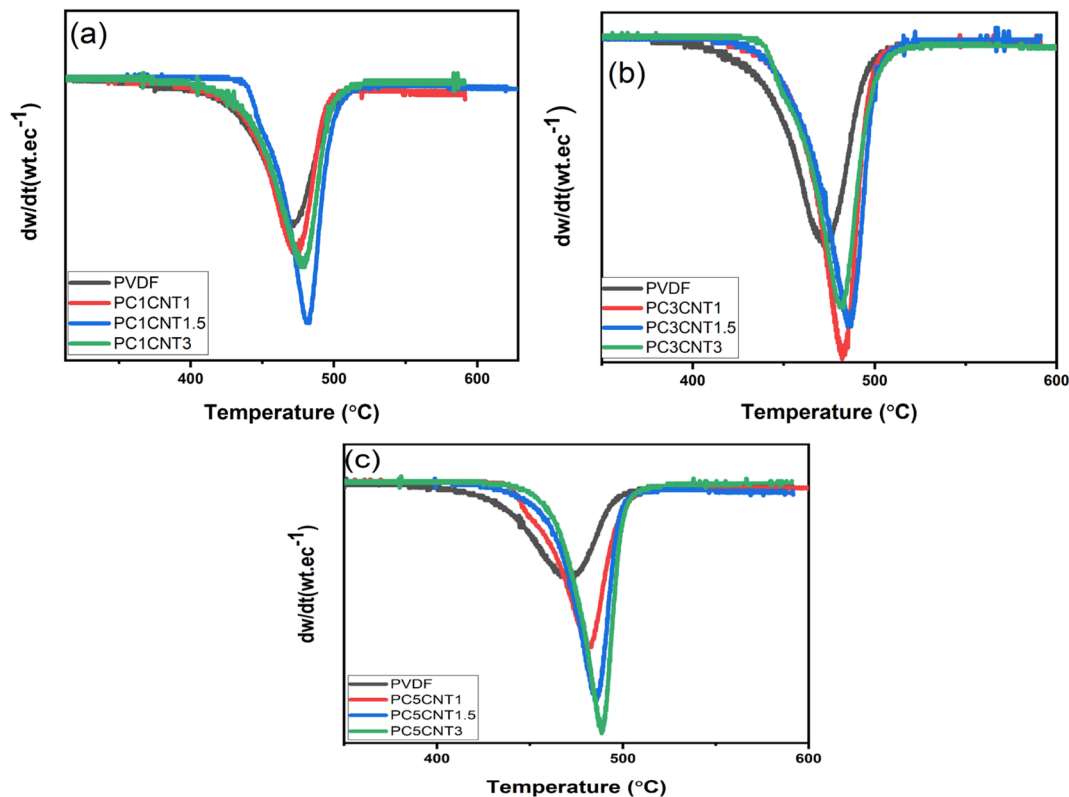 (a)
dw/dt(wt.ec⁻¹)
PVDF
PC1CNT1
PC1CNT1.5
PC1CNT3
400 500 600
Temperature (°C)
(b)
dw/dt(wt.ec⁻¹)
PVDF
PC3CNT1
PC3CNT1.5
PC3CNT3
400 500 600
Temperature (°C)
(c)
dw/dt(wt.ec⁻¹)
PVDF
PC5CNT1
PC5CNT1.5
PC5CNT3
400 500 600
Temperature (°C)